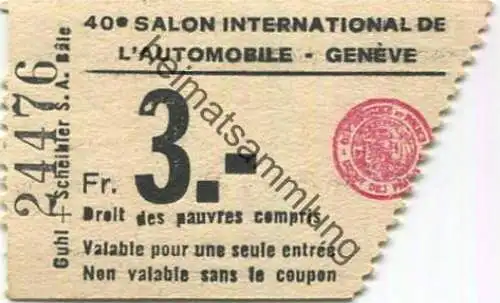 40e SALON INTERNATIONAL DE
L'AUTOMOBILE - GENÈVE
Fr. 3.-
Droit des pauvres compris
Valable pour une seule entrée
Non valable sans le coupon
24476
Guhl + Scheibler S.A. Bâle
heimatsammlung